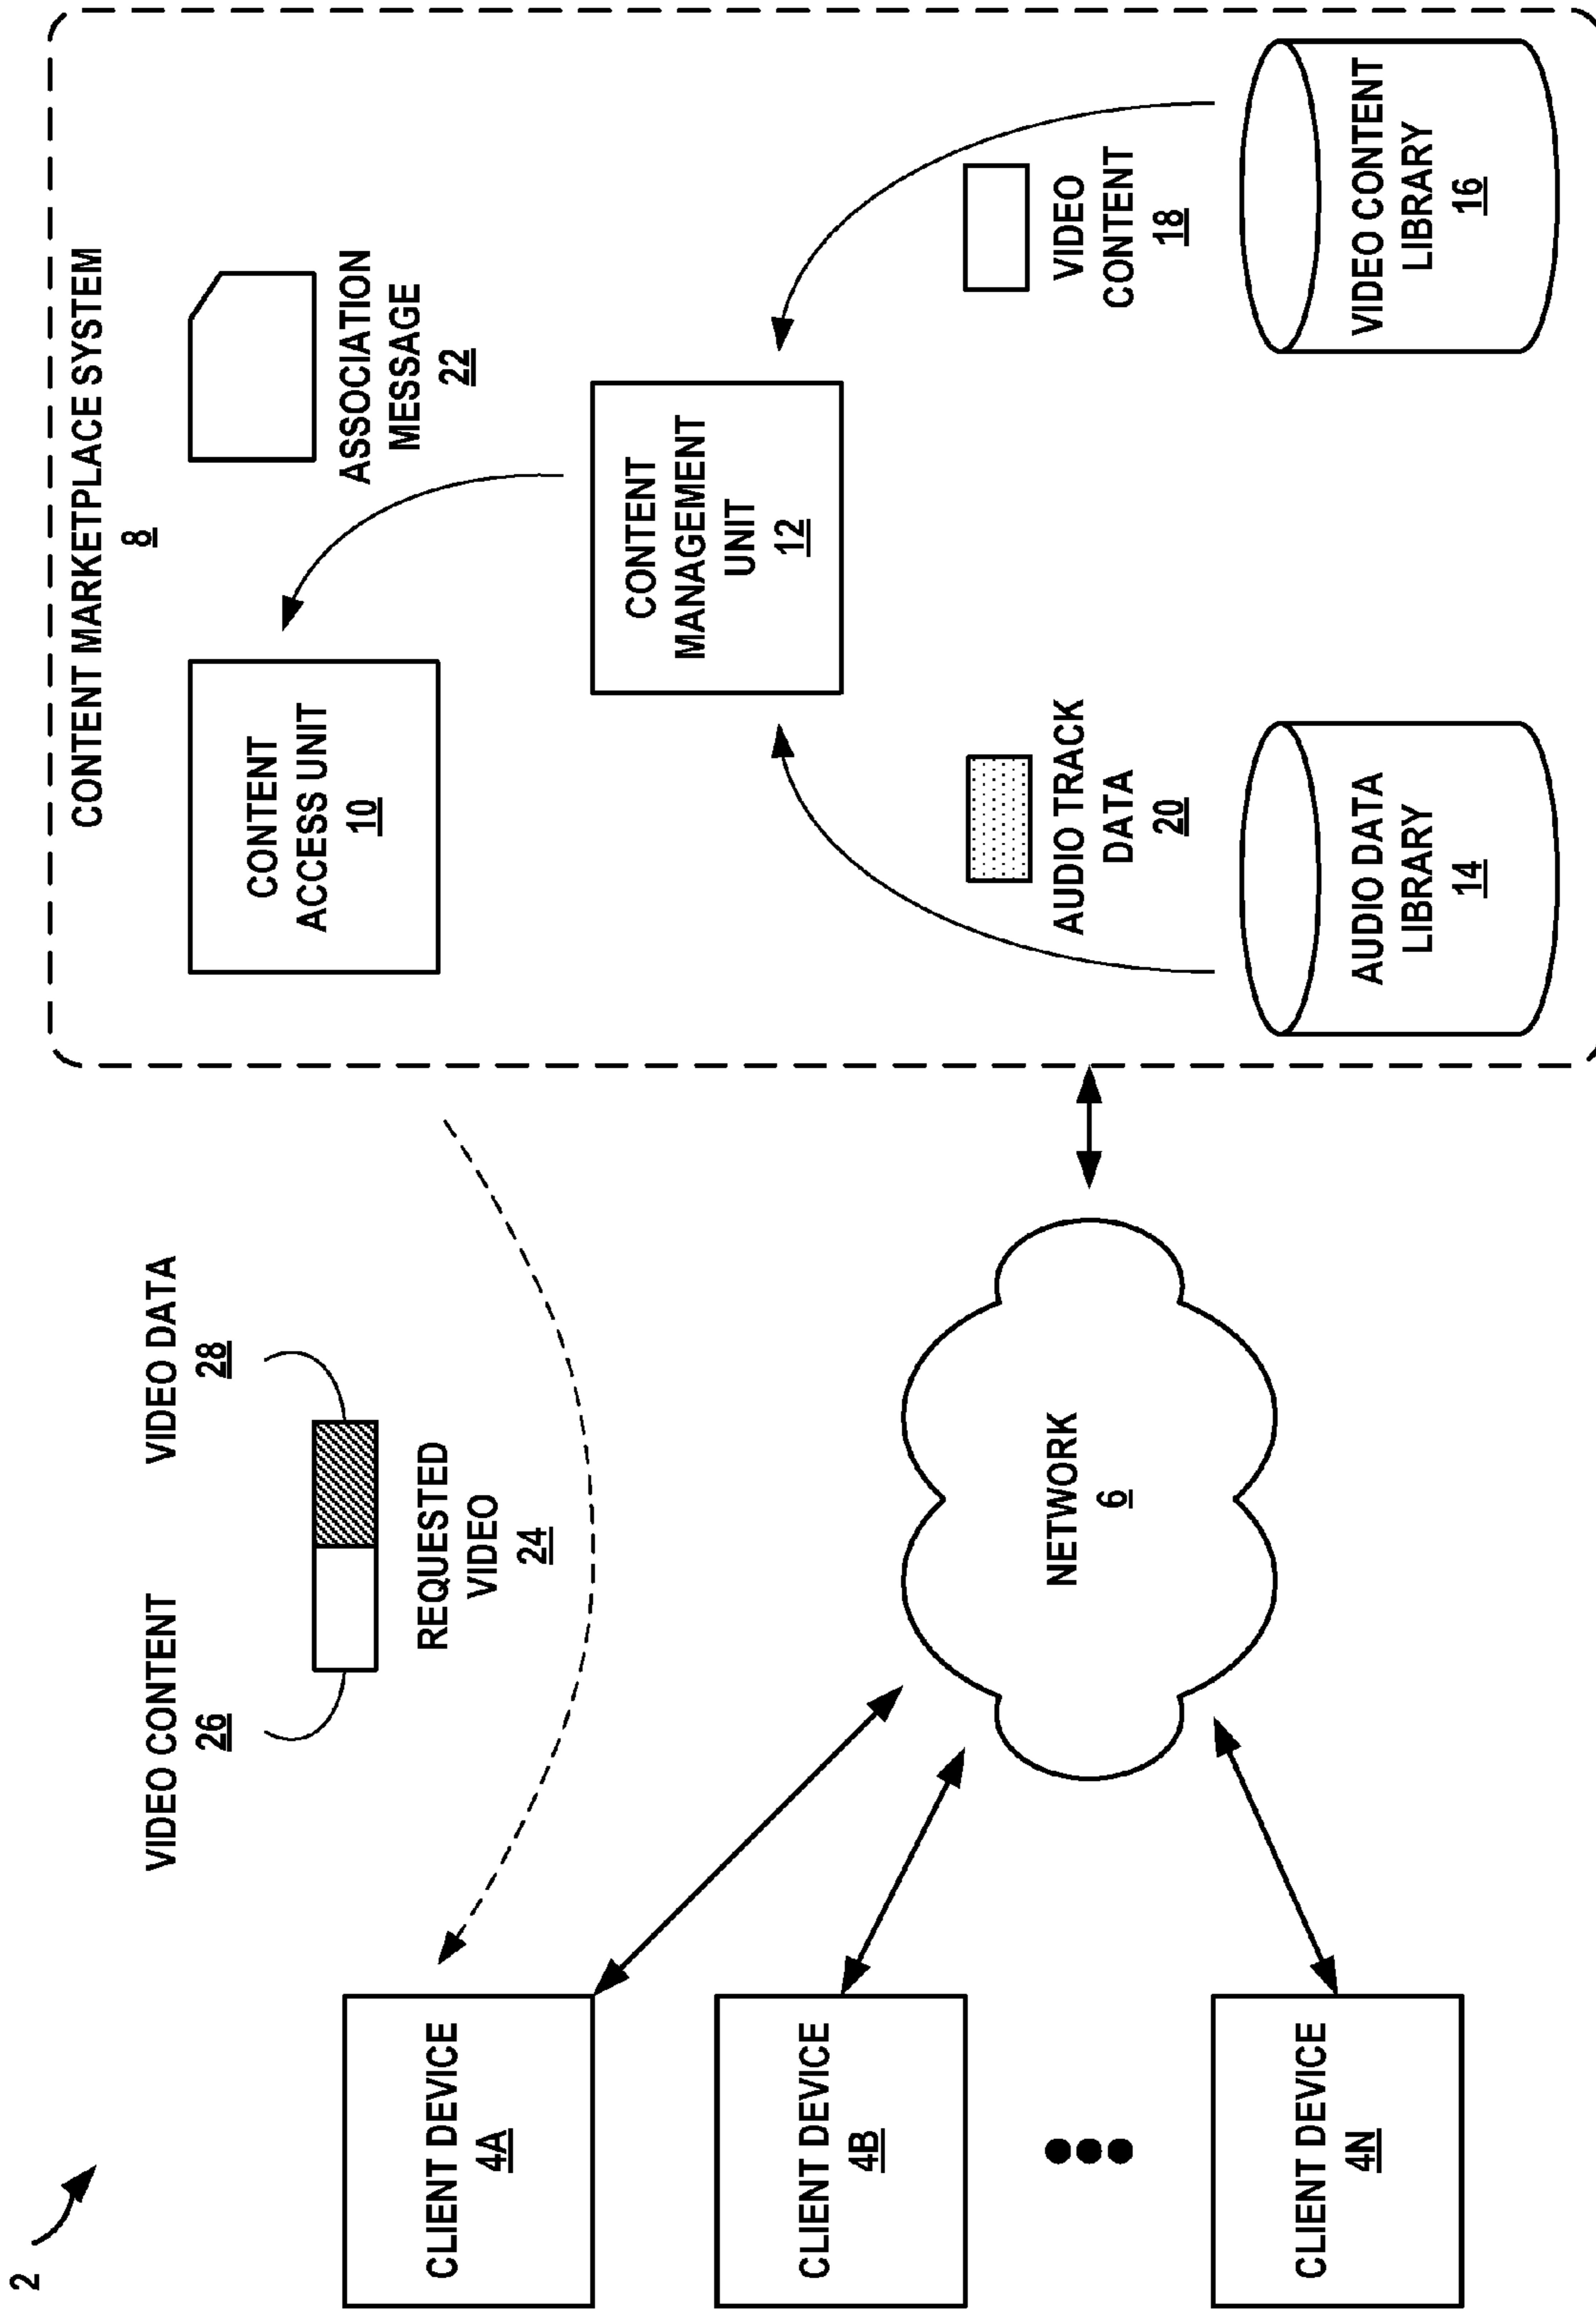 2
CLIENT DEVICE
4A
CLIENT DEVICE
4B
CLIENT DEVICE
4N
VIDEO CONTENT
26
VIDEO DATA
28
REQUESTED
VIDEO
24
NETWORK
6
CONTENT MARKETPLACE SYSTEM
8
CONTENT
ACCESS UNIT
10
ASSOCIATION
MESSAGE
22
CONTENT
MANAGEMENT
UNIT
12
AUDIO TRACK
DATA
20
VIDEO
CONTENT
18
AUDIO DATA
LIBRARY
14
VIDEO CONTENT
LIBRARY
16